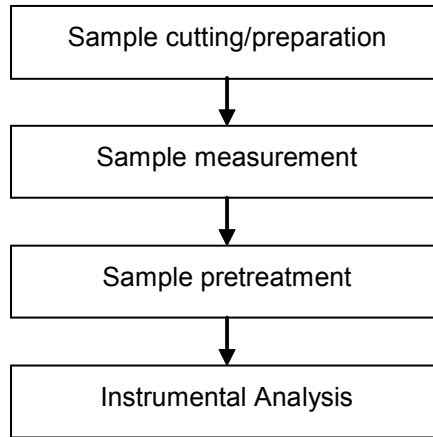 Sample cutting/preparation
Sample measurement
Sample pretreatment
Instrumental Analysis